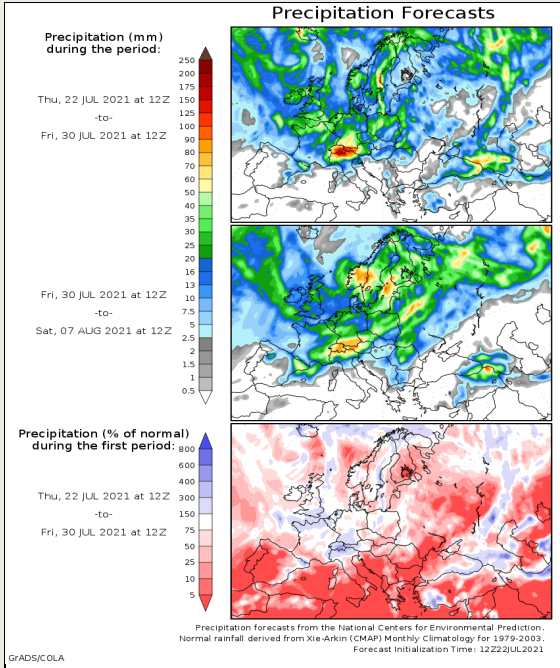 Precipitation Forecasts
Precipitation (mm)
during the period:
Thu, 22 JUL 2021 at 12Z
-to-
Fri, 30 JUL 2021 at 12Z
250
200
175
150
125
100
90
80
70
60
50
40
35
30
25
20
16
13
10
7.5
5
2.5
2
1.5
1
0.5
Fri, 30 JUL 2021 at 12Z
-to-
Sat, 07 AUG 2021 at 12Z
Precipitation (% of normal)
during the first period:
Thu, 22 JUL 2021 at 12Z
-to-
Fri, 30 JUL 2021 at 12Z
800
600
400
300
150
75
50
25
10
5
Precipitation forecasts from the National Centers for Environmental Prediction.
Normal rainfall derived from Xie-Arkin (CMAP) Monthly Climatology for 1979-2003.
Forecast Initialization Time: 12Z22JUL2021
GrADS/COLA